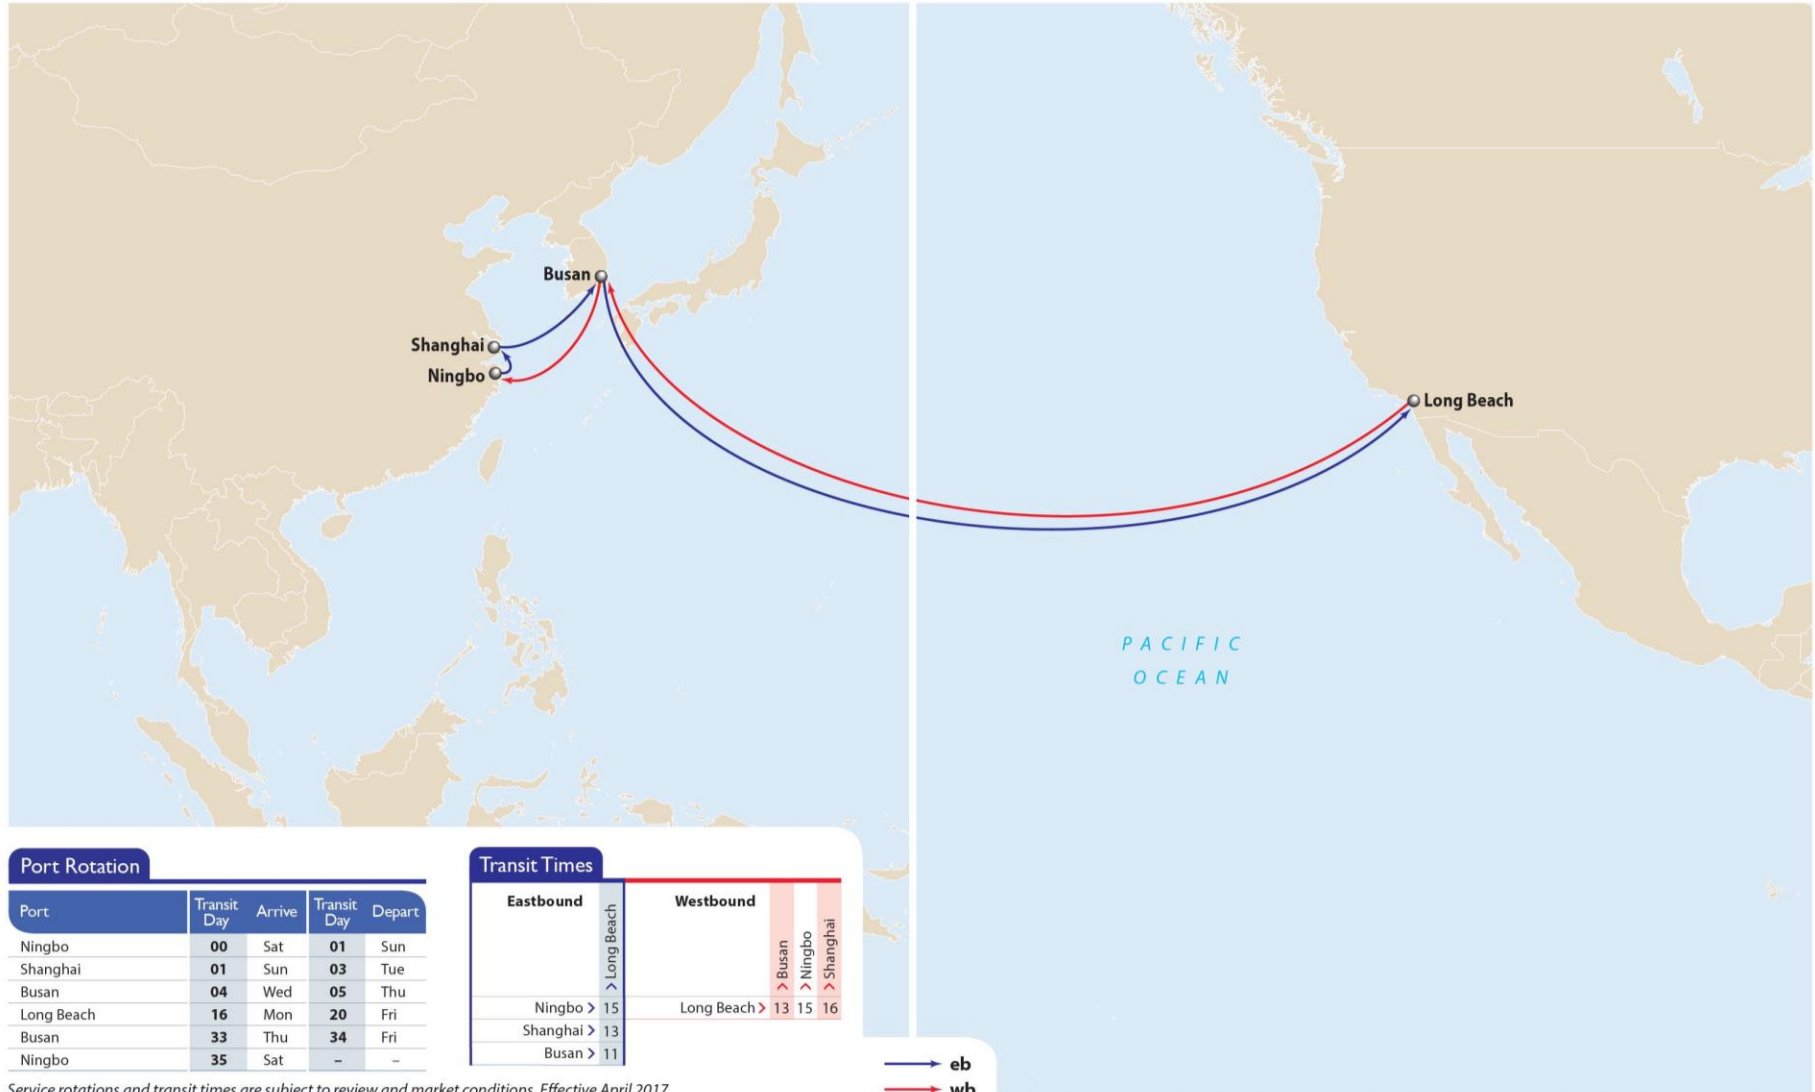 Busan
Shanghai
Ningbo
Long Beach
PACIFIC
OCEAN
Port Rotation
Port Transit Day Arrive Transit Day Depart
Ningbo 00 Sat 01 Sun
Shanghai 01 Sun 03 Tue
Busan 04 Wed 05 Thu
Long Beach 16 Mon 20 Fri
Busan 33 Thu 34 Fri
Ningbo 35 Sat – –
Transit Times
Eastbound > Long Beach
Ningbo > 15
Shanghai > 13
Busan > 11
Westbound > Busan > Ningbo > Shanghai
Long Beach > 13 15 16
eb
wb
Service rotations and transit times are subject to review and market conditions. Effective April 2017